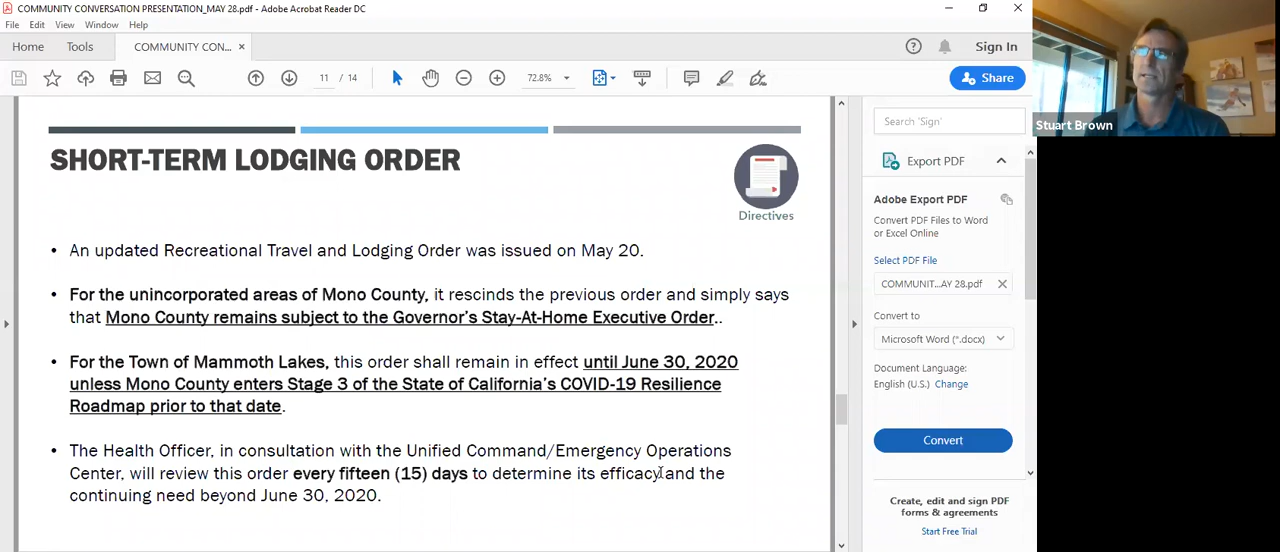 COMMUNITY CONVERSATION PRESENTATION_MAY 28.pdf - Adobe Acrobat Reader DC
File Edit View Window Help
Home Tools COMMUNITY CON... × Sign In
11 / 14 72.8% Share
SHORT-TERM LODGING ORDER
Directives
• An updated Recreational Travel and Lodging Order was issued on May 20.
• For the unincorporated areas of Mono County, it rescinds the previous order and simply says
that Mono County remains subject to the Governor's Stay-At-Home Executive Order..
• For the Town of Mammoth Lakes, this order shall remain in effect until June 30, 2020
unless Mono County enters Stage 3 of the State of California's COVID-19 Resilience
Roadmap prior to that date.
• The Health Officer, in consultation with the Unified Command/Emergency Operations
Center, will review this order every fifteen (15) days to determine its efficacy and the
continuing need beyond June 30, 2020.
Search 'Sign'
Export PDF
Adobe Export PDF
Convert PDF Files to Word
or Excel Online
Select PDF File
COMMUNIT...AY 28.pdf ×
Convert to
Microsoft Word (*.docx)
Document Language:
English (U.S.) Change
Convert
Create, edit and sign PDF
forms & agreements
Start Free Trial
Stuart Brown